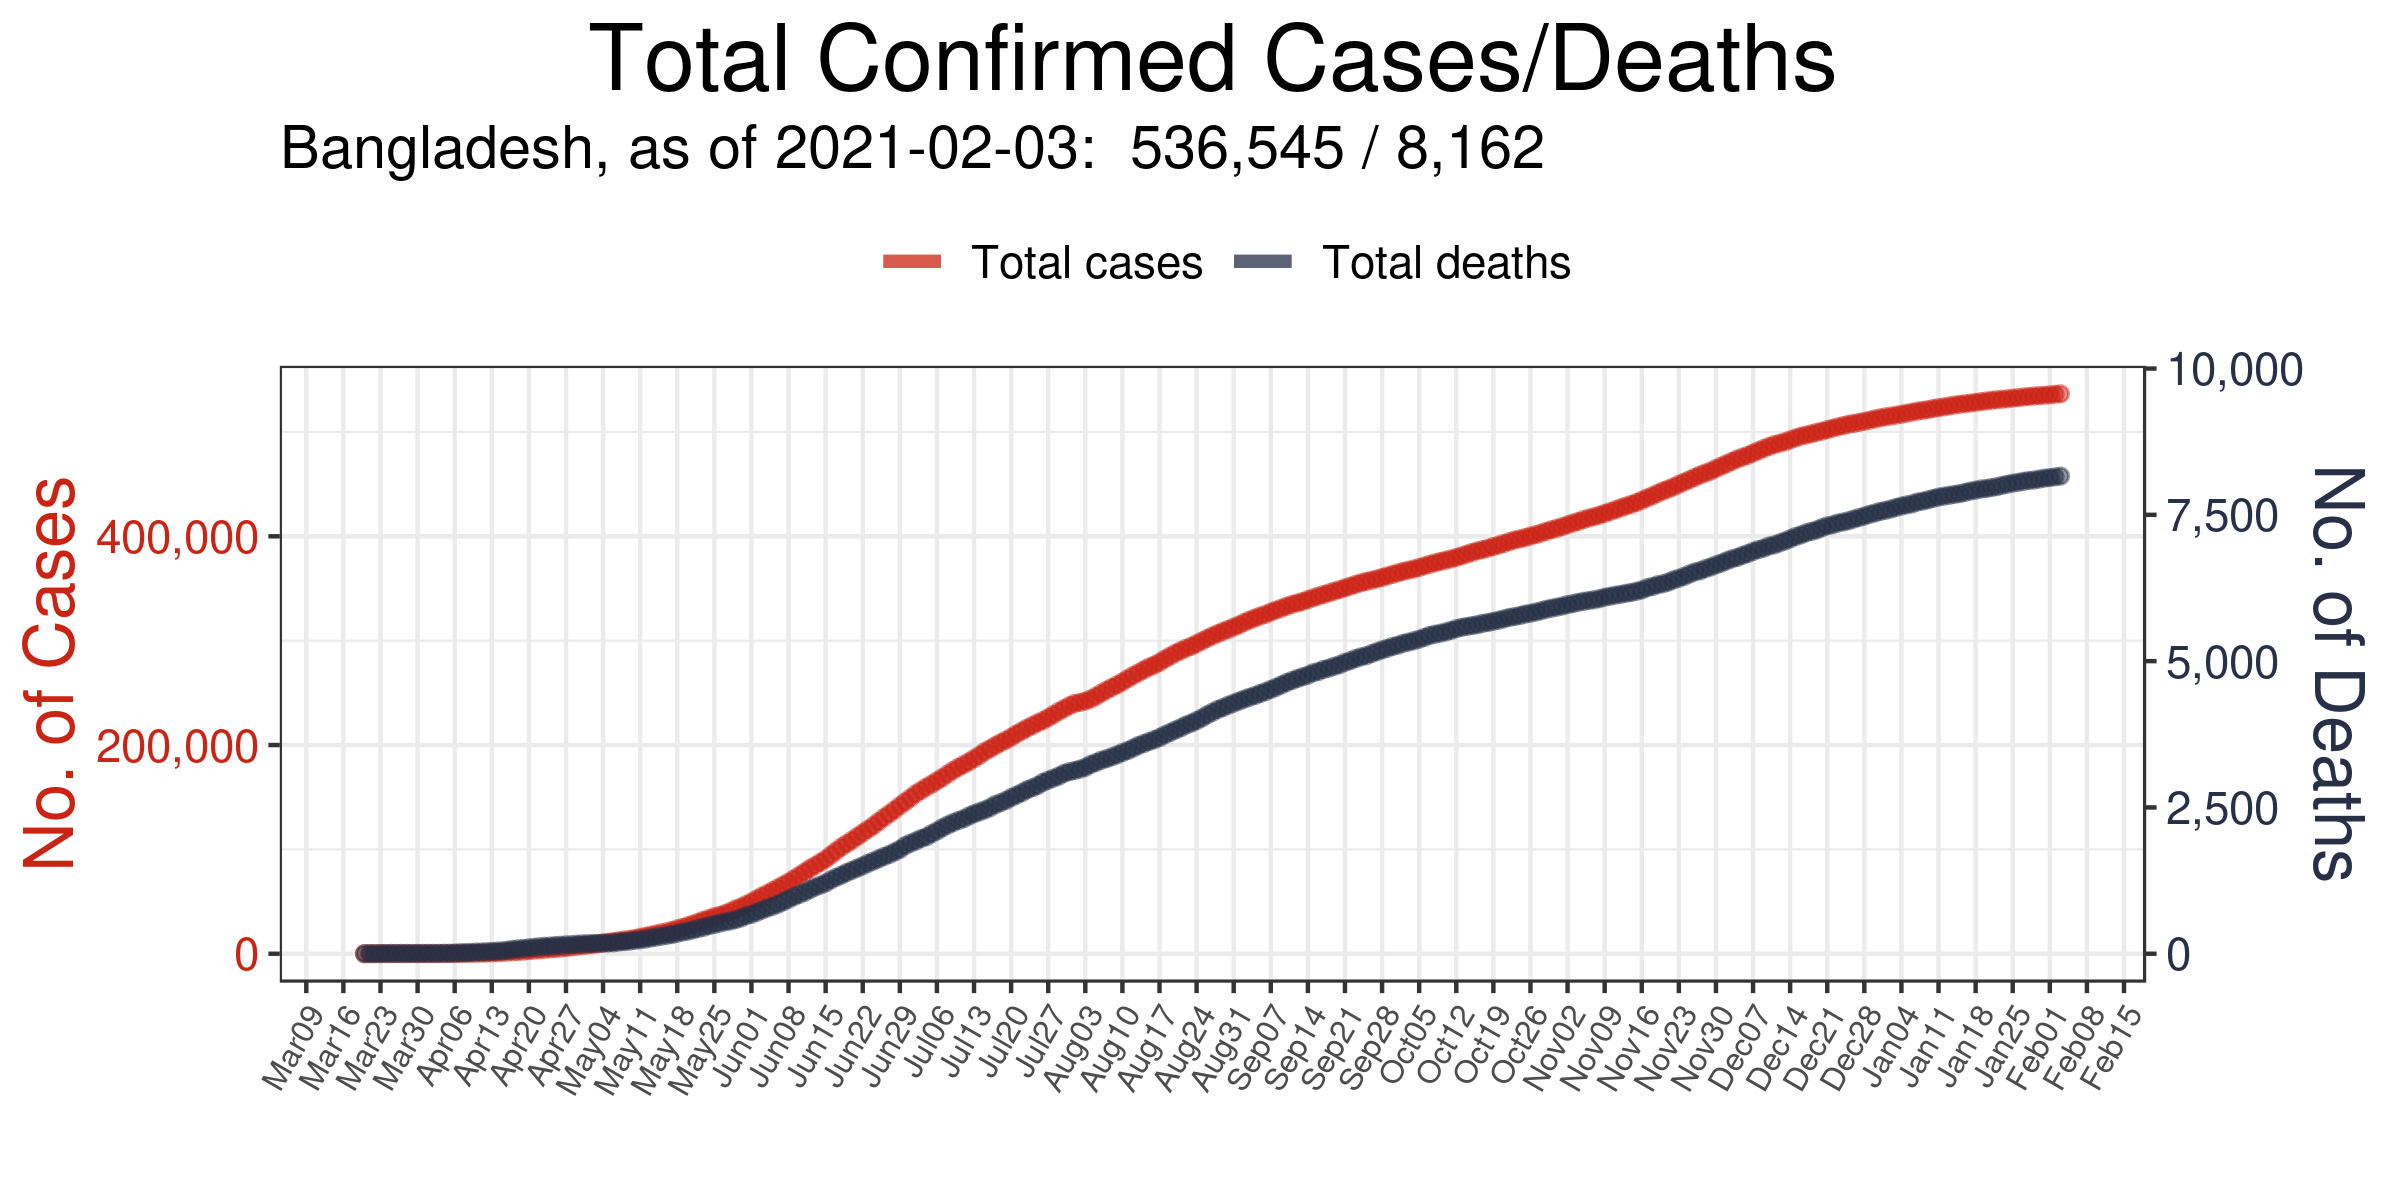 Total Confirmed Cases/Deaths
Bangladesh, as of 2021-02-03:  536,545 / 8,162
Total cases
Total deaths
No. of Cases
400,000
200,000
0
10,000
7,500
5,000
2,500
0
No. of Deaths
Mar09
Mar16
Mar23
Mar30
Apr06
Apr13
Apr20
Apr27
May04
May11
May18
May25
Jun01
Jun08
Jun15
Jun22
Jun29
Jul06
Jul13
Jul20
Jul27
Aug03
Aug10
Aug17
Aug24
Aug31
Sep07
Sep14
Sep21
Sep28
Oct05
Oct12
Oct19
Oct26
Nov02
Nov09
Nov16
Nov23
Nov30
Dec07
Dec14
Dec21
Dec28
Jan04
Jan11
Jan18
Jan25
Feb01
Feb08
Feb15